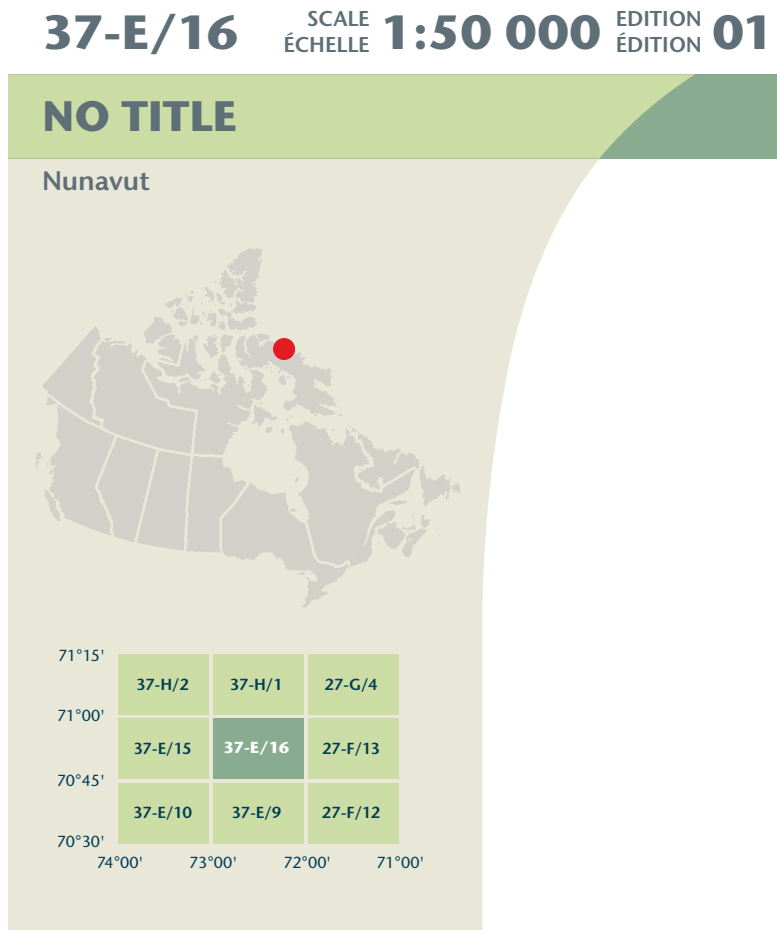 37-E/16 SCALE ÉCHELLE 1:50 000 EDITION ÉDITION 01
NO TITLE
Nunavut
71°15'
37-H/2 37-H/1 27-G/4
71°00'
37-E/15 37-E/16 27-F/13
70°45'
37-E/10 37-E/9 27-F/12
70°30'
74°00' 73°00' 72°00' 71°00'